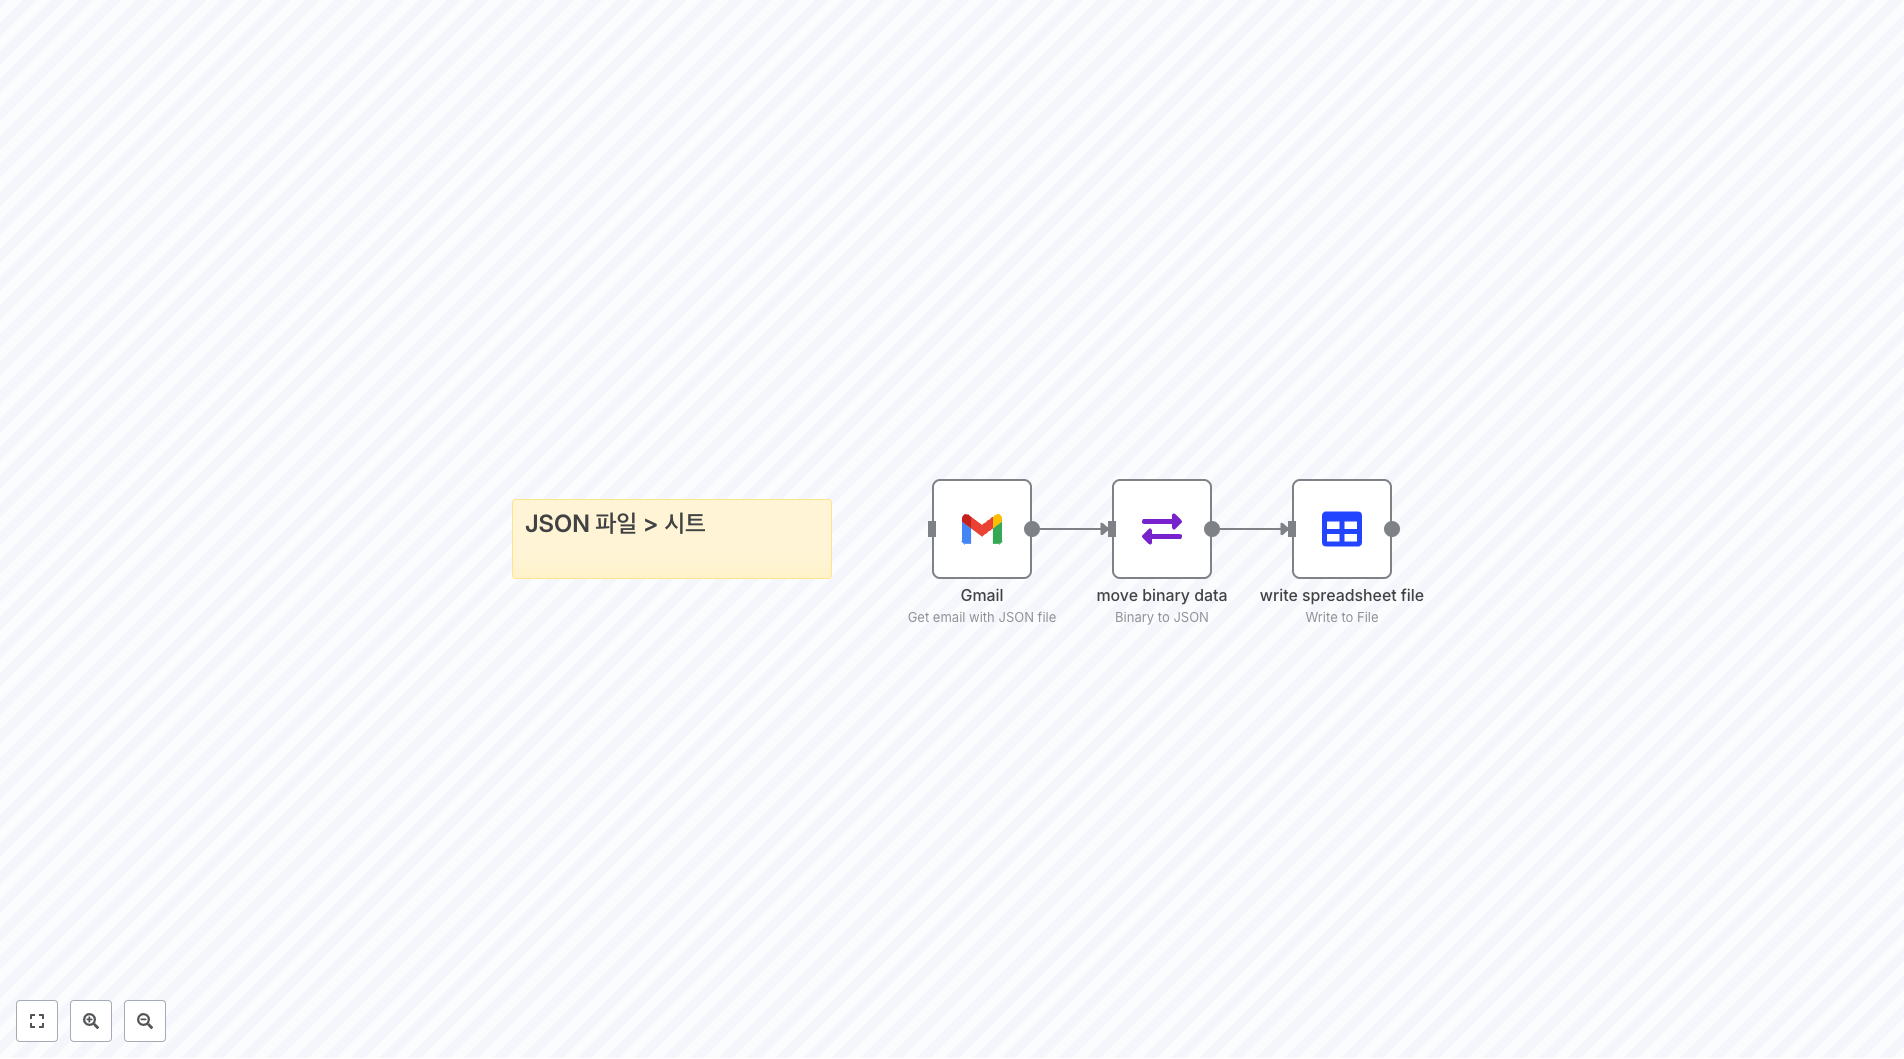 JSON 파일 > 시트
Gmail
Get email with JSON file
move binary data
Binary to JSON
write spreadsheet file
Write to File